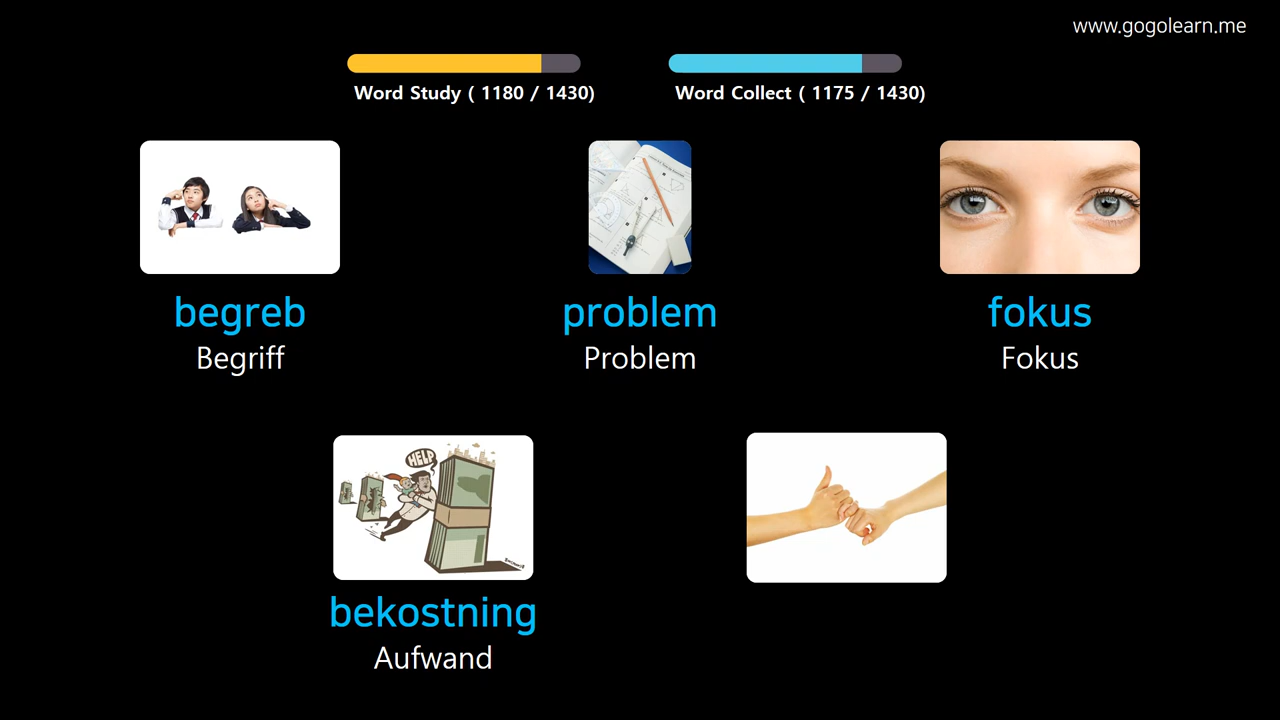 www.gogolearn.me
Word Study ( 1180 / 1430)
Word Collect ( 1175 / 1430)
begreb
Begriff
problem
Problem
fokus
Fokus
HELP
bekostning
Aufwand